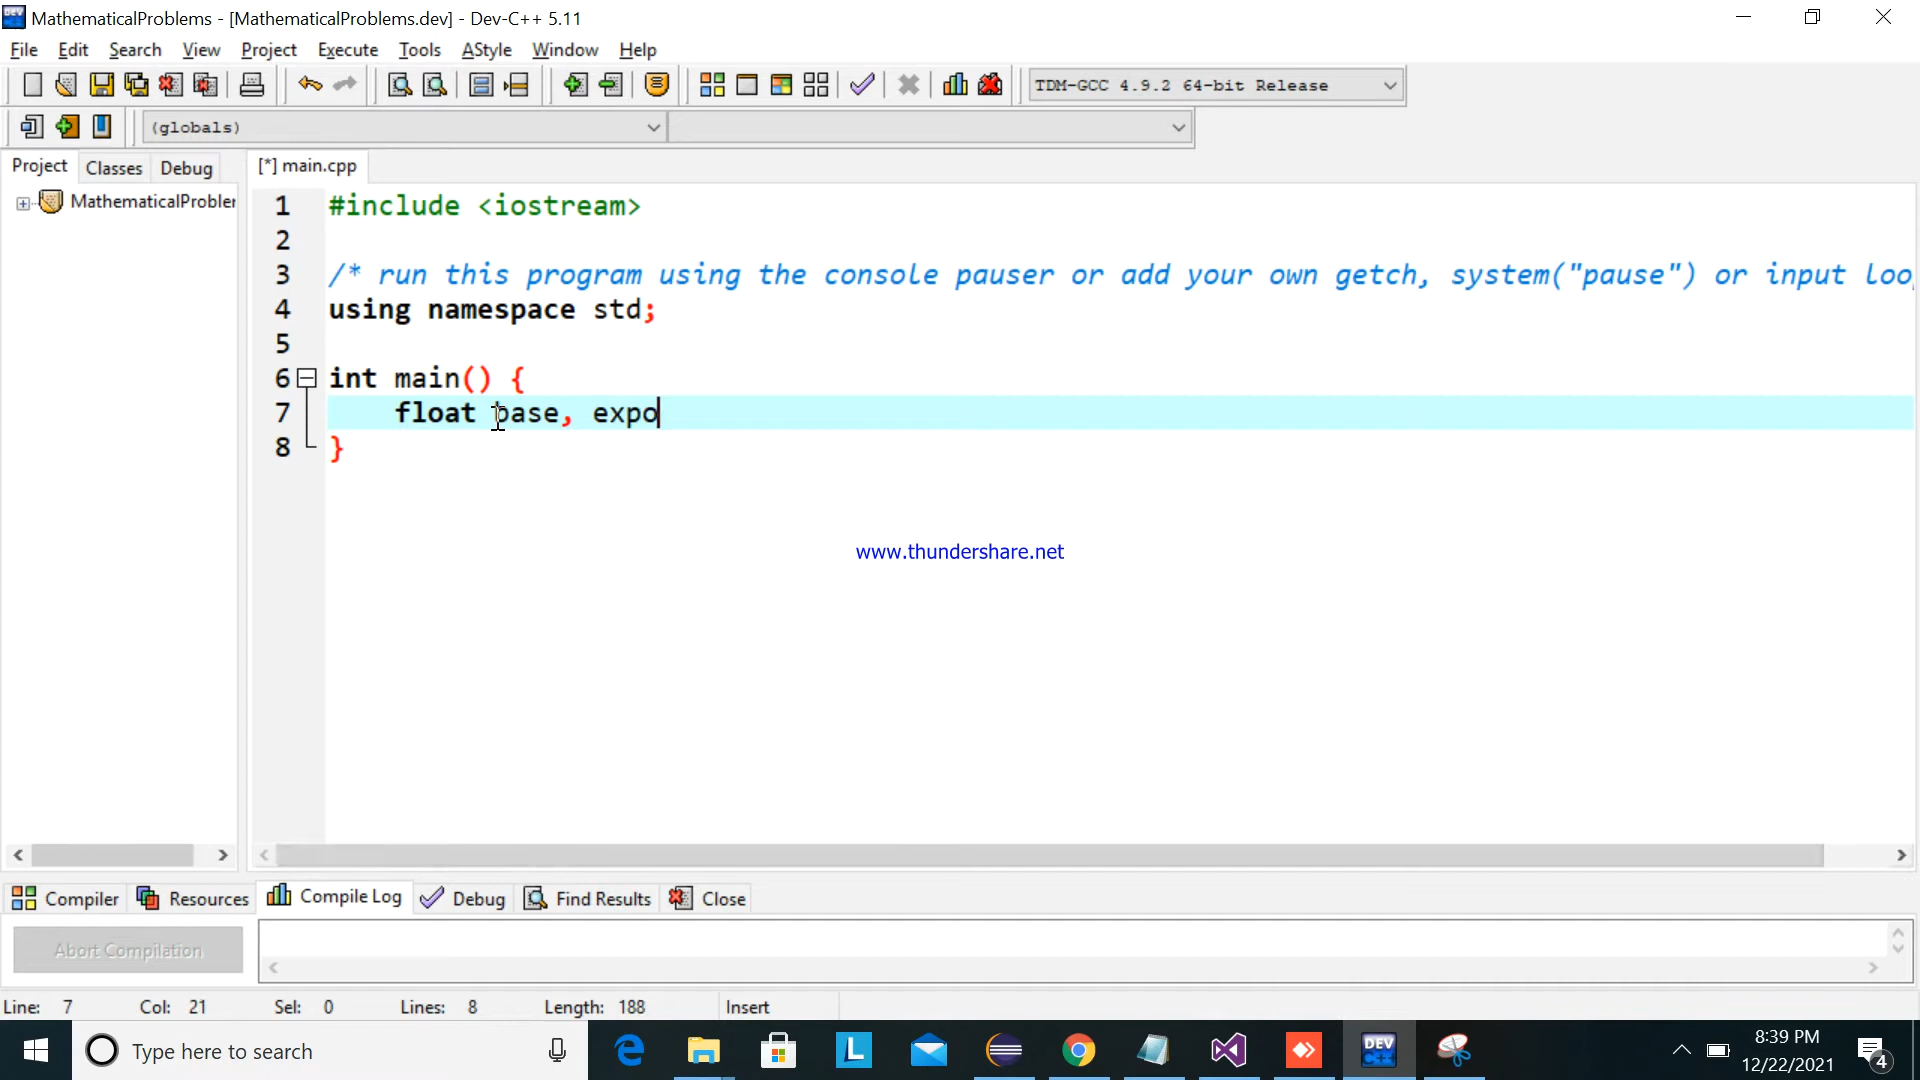 MathematicalProblems - [MathematicalProblems.dev] - Dev-C++ 5.11
File Edit Search View Project Execute Tools AStyle Window Help
TDM-GCC 4.9.2 64-bit Release
(globals)
Project Classes Debug [*] main.cpp
MathematicalProbler
1 #include <iostream>
2
3 /* run this program using the console pauser or add your own getch, system("pause") or input loo
4 using namespace std;
5
6 int main() {
7 float base, expo
8 }
www.thundershare.net
Compiler Resources Compile Log Debug Find Results Close
Abort Compilation
Line: 7 Col: 21 Sel: 0 Lines: 8 Length: 188 Insert
Type here to search
L
DEV C++
8:39 PM
12/22/2021
4